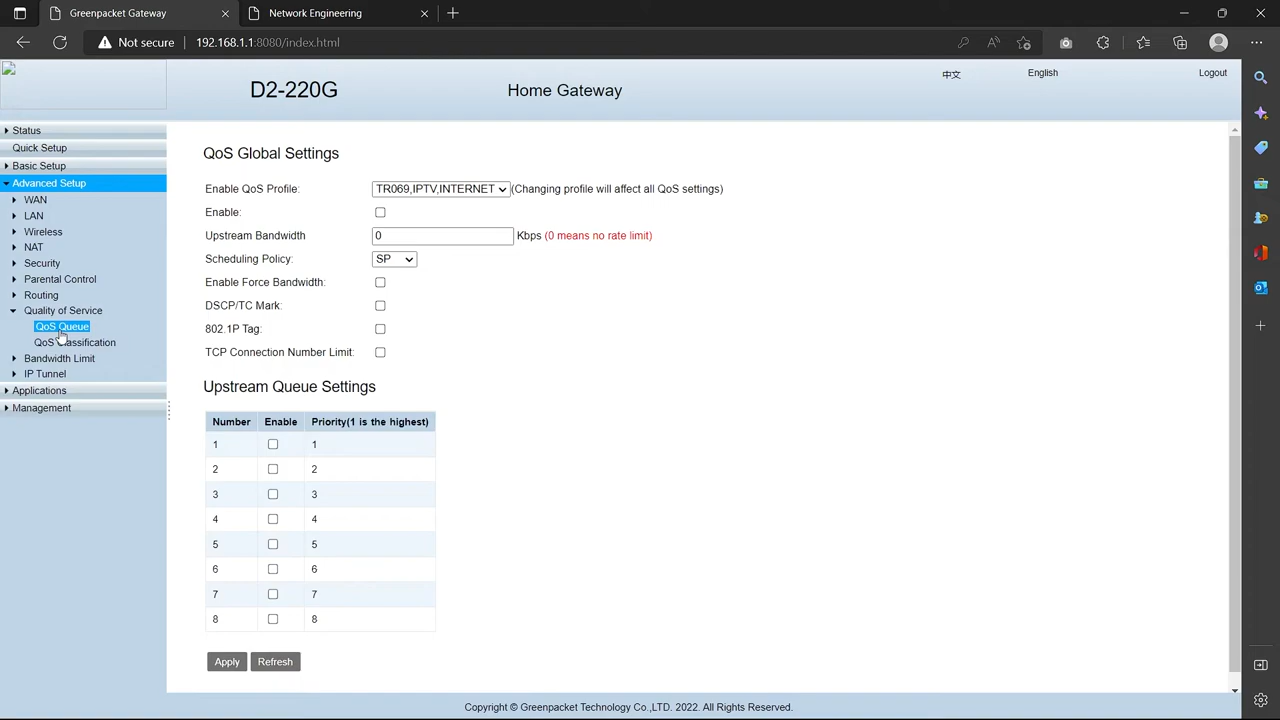 Greenpacket Gateway
Network Engineering
Not secure
192.168.1.1:8080/index.html
D2-220G
Home Gateway
中文
English
Logout
Status
Quick Setup
Basic Setup
Advanced Setup
WAN
LAN
Wireless
NAT
Security
Parental Control
Routing
Quality of Service
QoS Queue
QoS Classification
Bandwidth Limit
IP Tunnel
Applications
Management
QoS Global Settings
Enable QoS Profile: TR069,IPTV,INTERNET (Changing profile will affect all QoS settings)
Enable:
Upstream Bandwidth 0 Kbps (0 means no rate limit)
Scheduling Policy: SP
Enable Force Bandwidth:
DSCP/TC Mark:
802.1P Tag:
TCP Connection Number Limit:
Upstream Queue Settings
Number Enable Priority(1 is the highest)
1 1
2 2
3 3
4 4
5 5
6 6
7 7
8 8
Apply Refresh
Copyright © Greenpacket Technology Co.,LTD. 2022. All Rights Reserved.